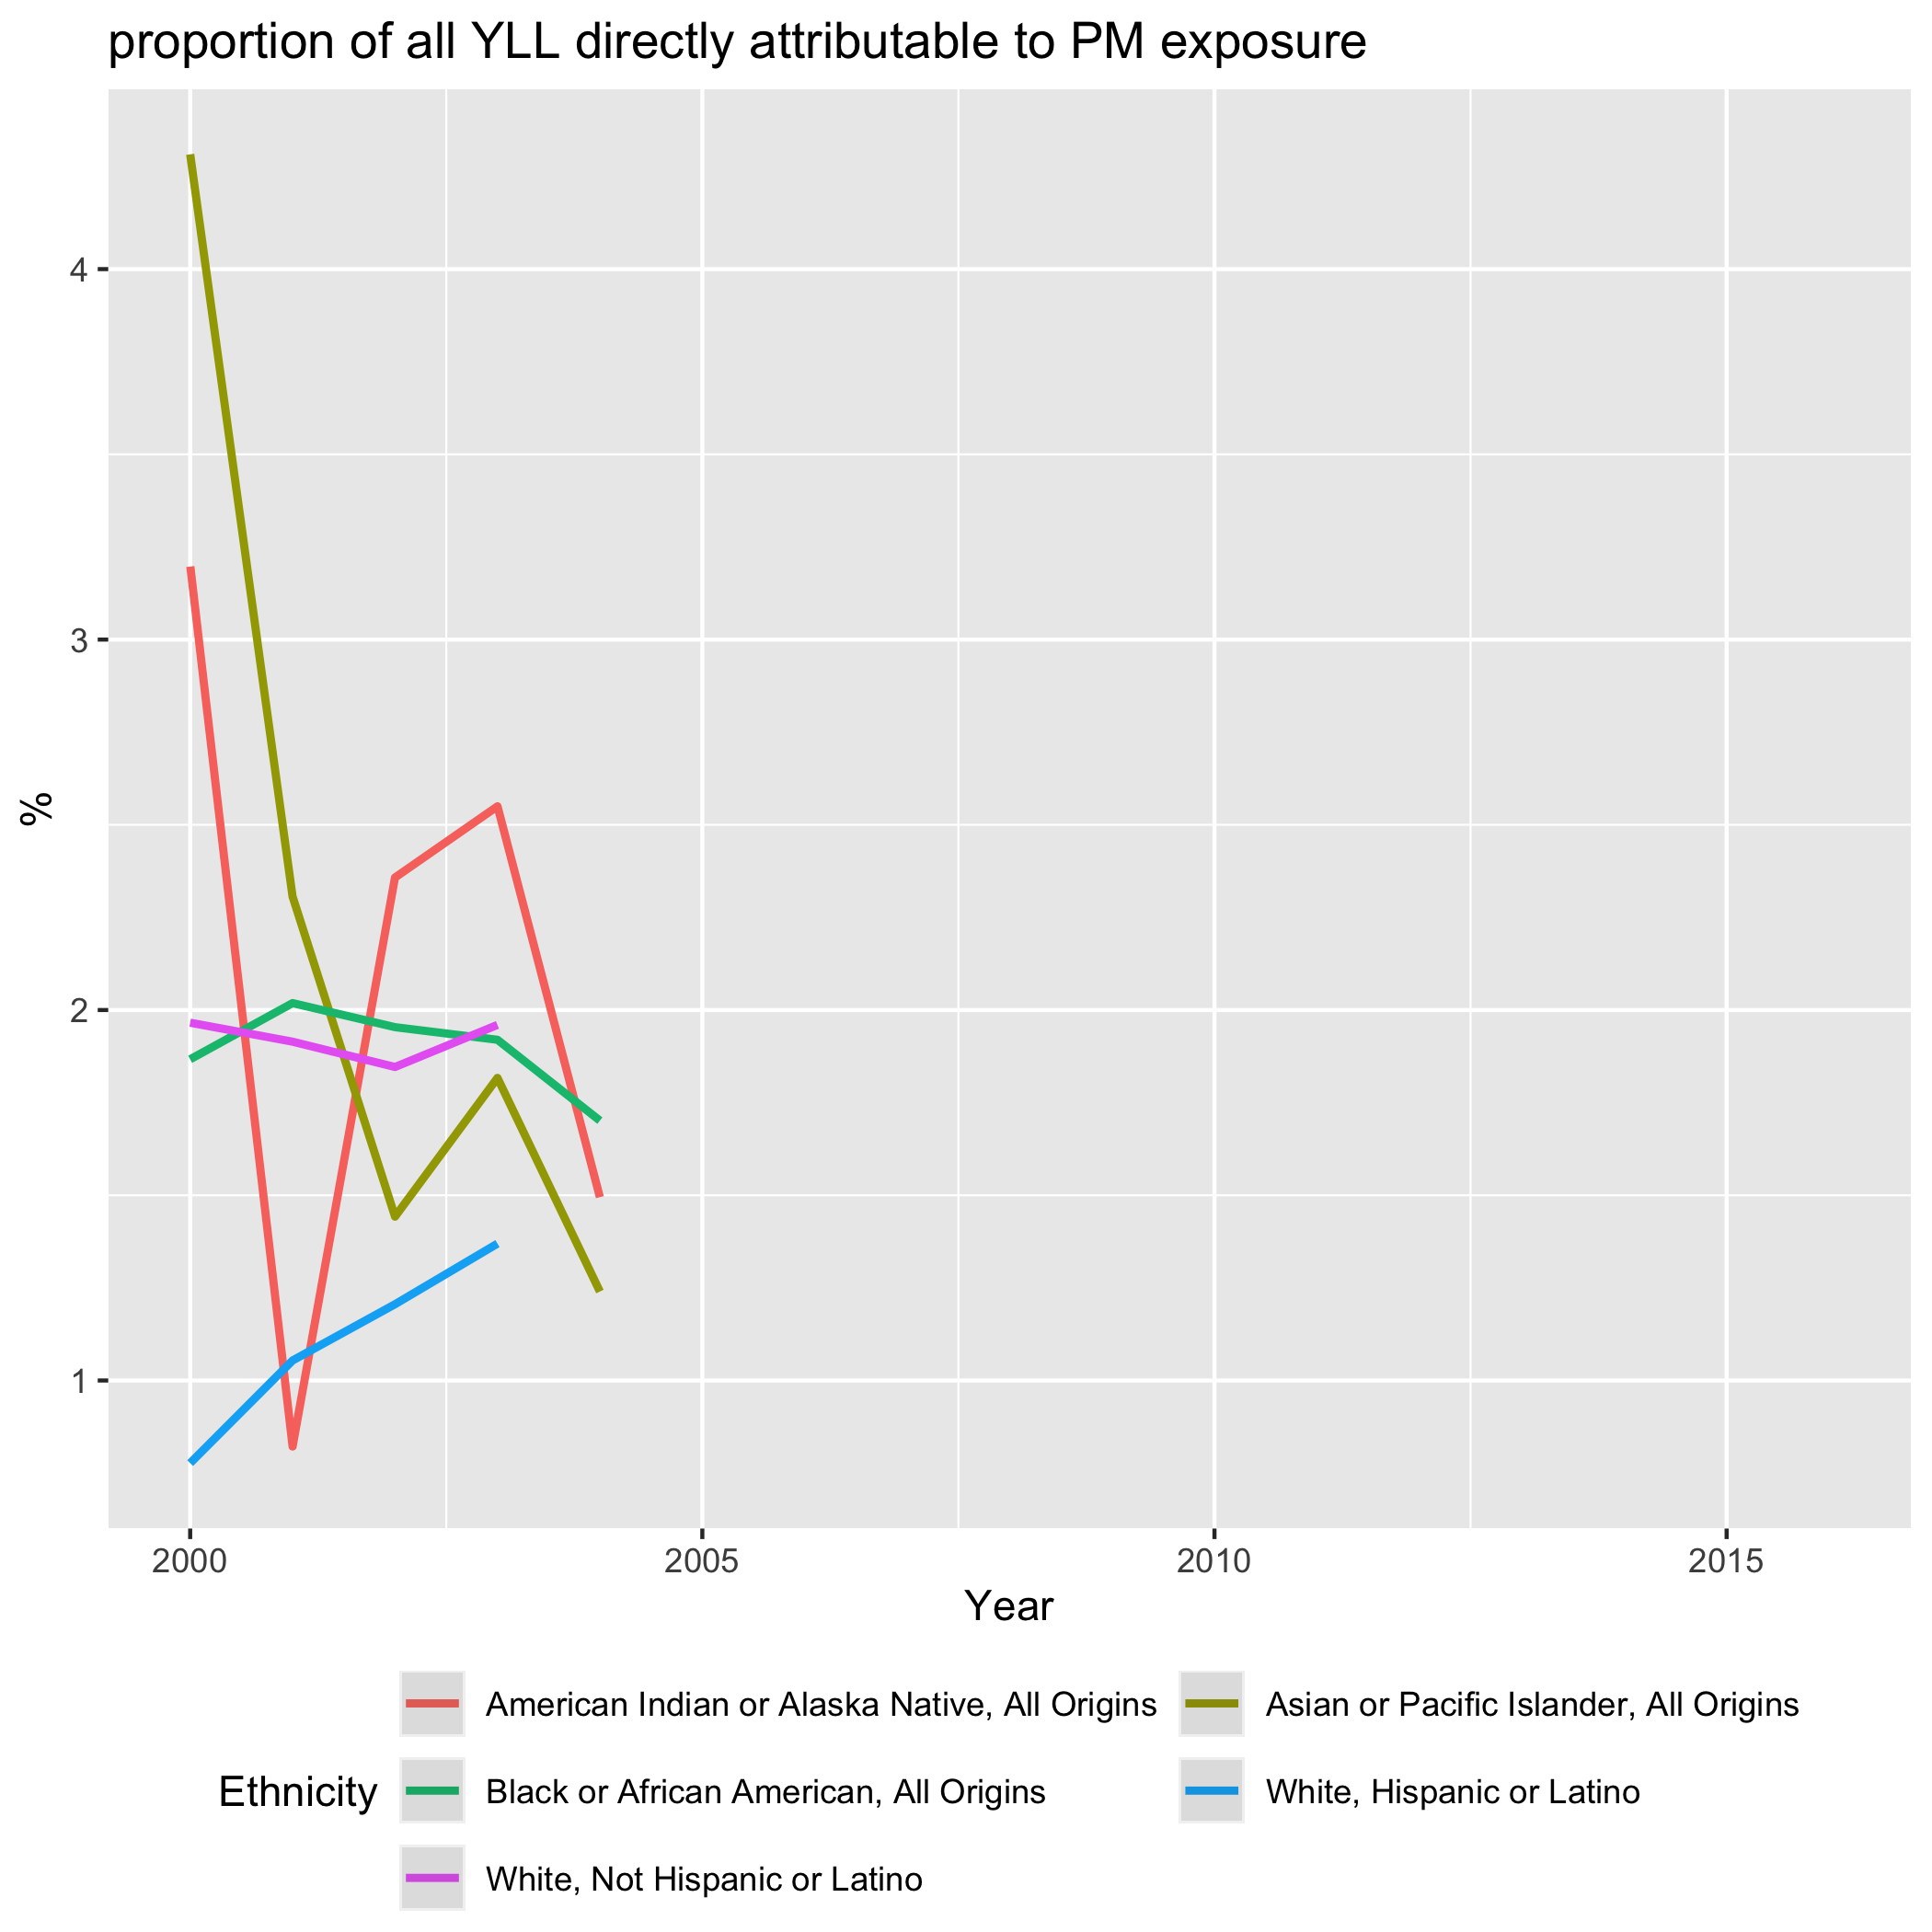 proportion of all YLL directly attributable to PM exposure
4
3
2
1
%
2000 2005 2010 2015
Year
Ethnicity
American Indian or Alaska Native, All Origins
Asian or Pacific Islander, All Origins
Black or African American, All Origins
White, Hispanic or Latino
White, Not Hispanic or Latino